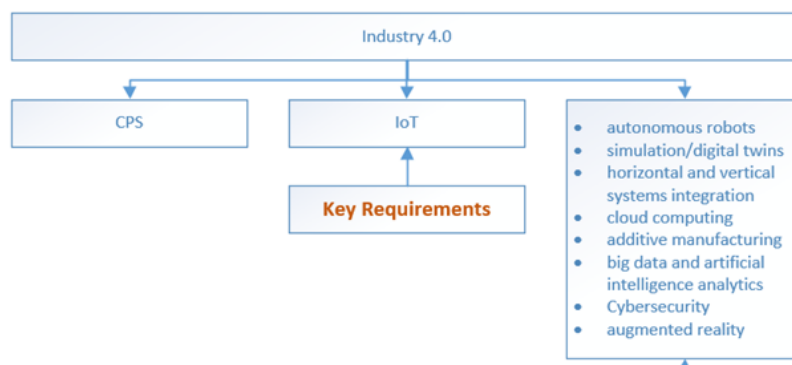 Industry 4.0
CPS
IoT
Key Requirements
• autonomous robots
• simulation/digital twins
• horizontal and vertical
systems integration
• cloud computing
• additive manufacturing
• big data and artificial
intelligence analytics
• Cybersecurity
• augmented reality